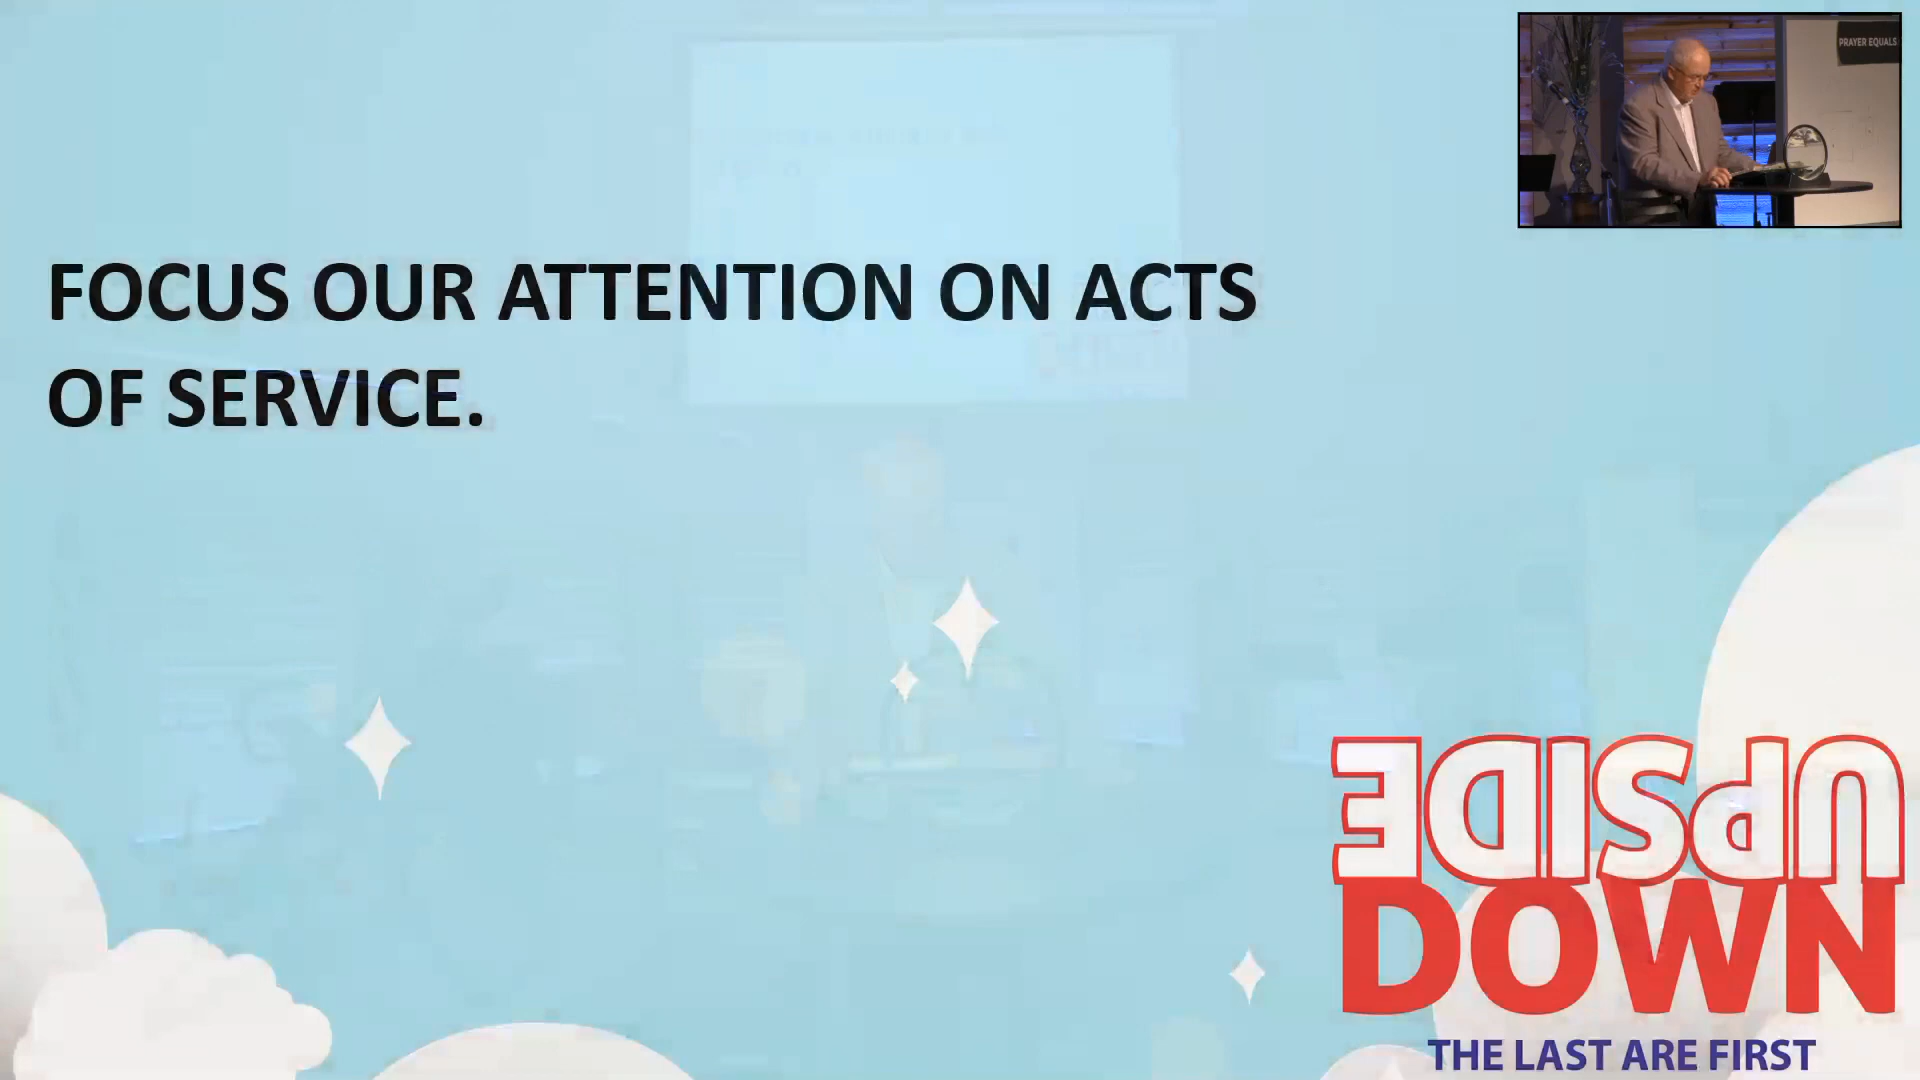 PRAYER EQUALS
FOCUS OUR ATTENTION ON ACTS
OF SERVICE.
UPSIDE
DOWN
THE LAST ARE FIRST